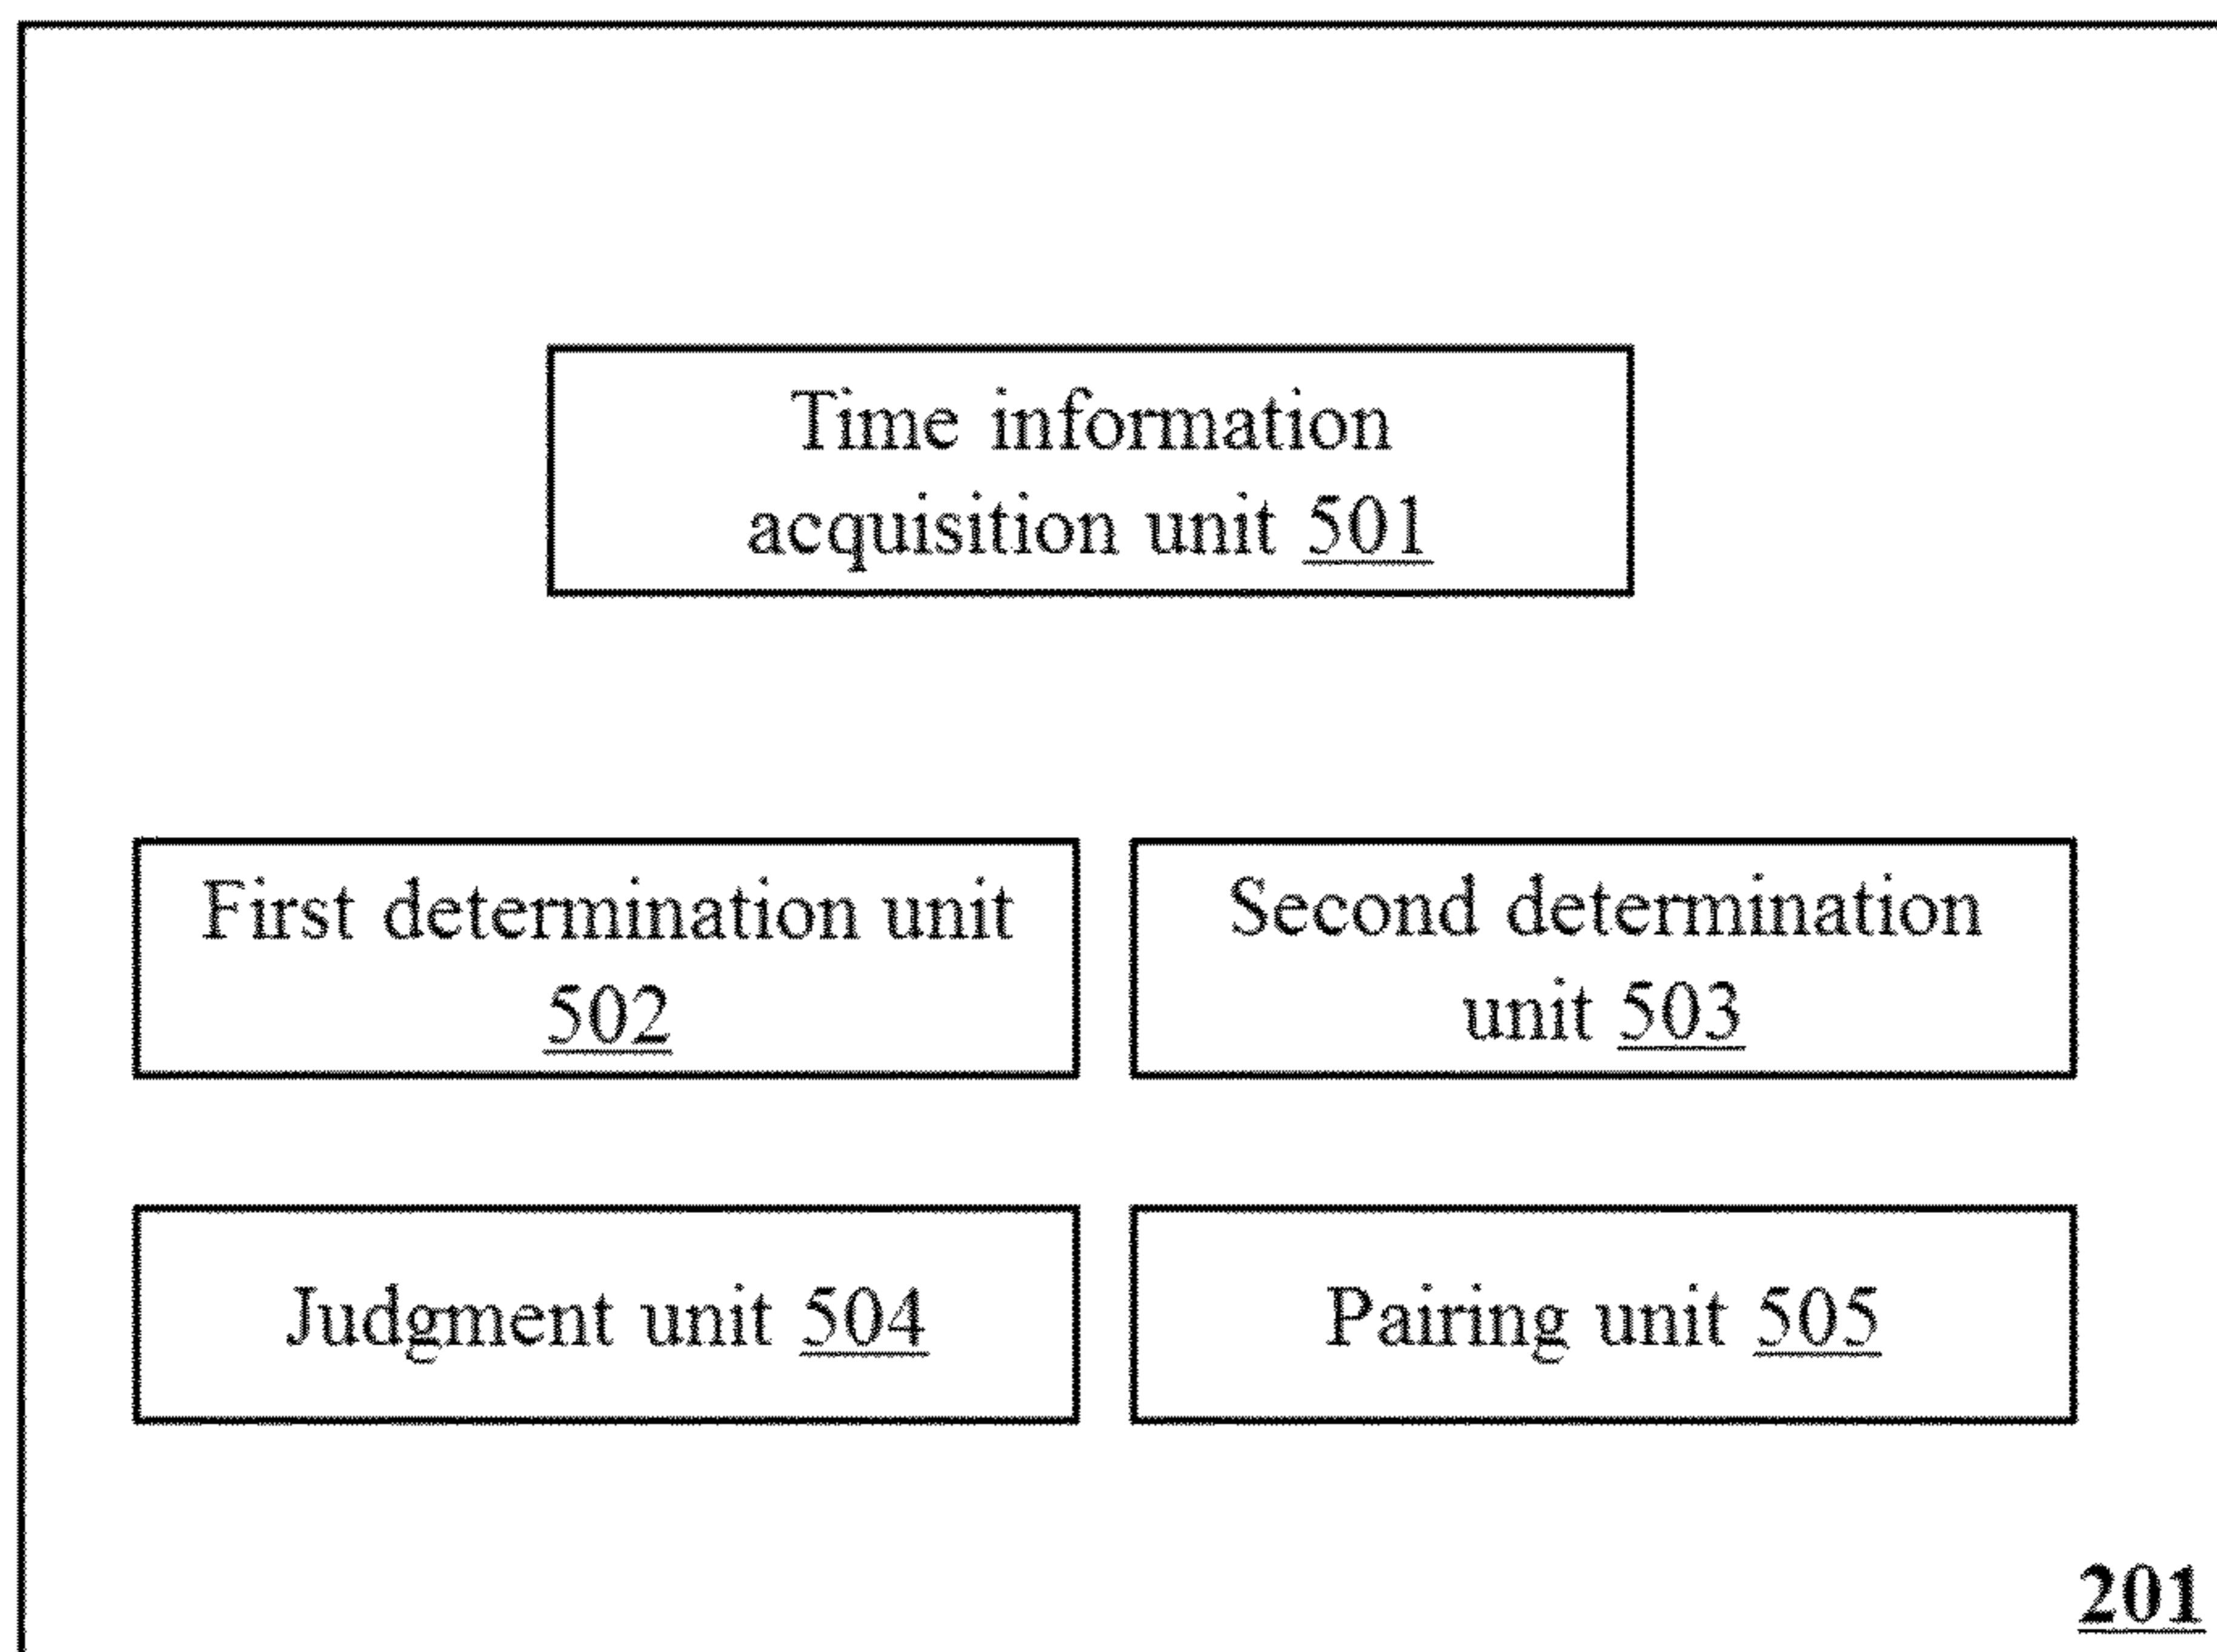 Time information
acquisition unit 501
First determination unit
502
Second determination
unit 503
Judgment unit 504
Pairing unit 505
201